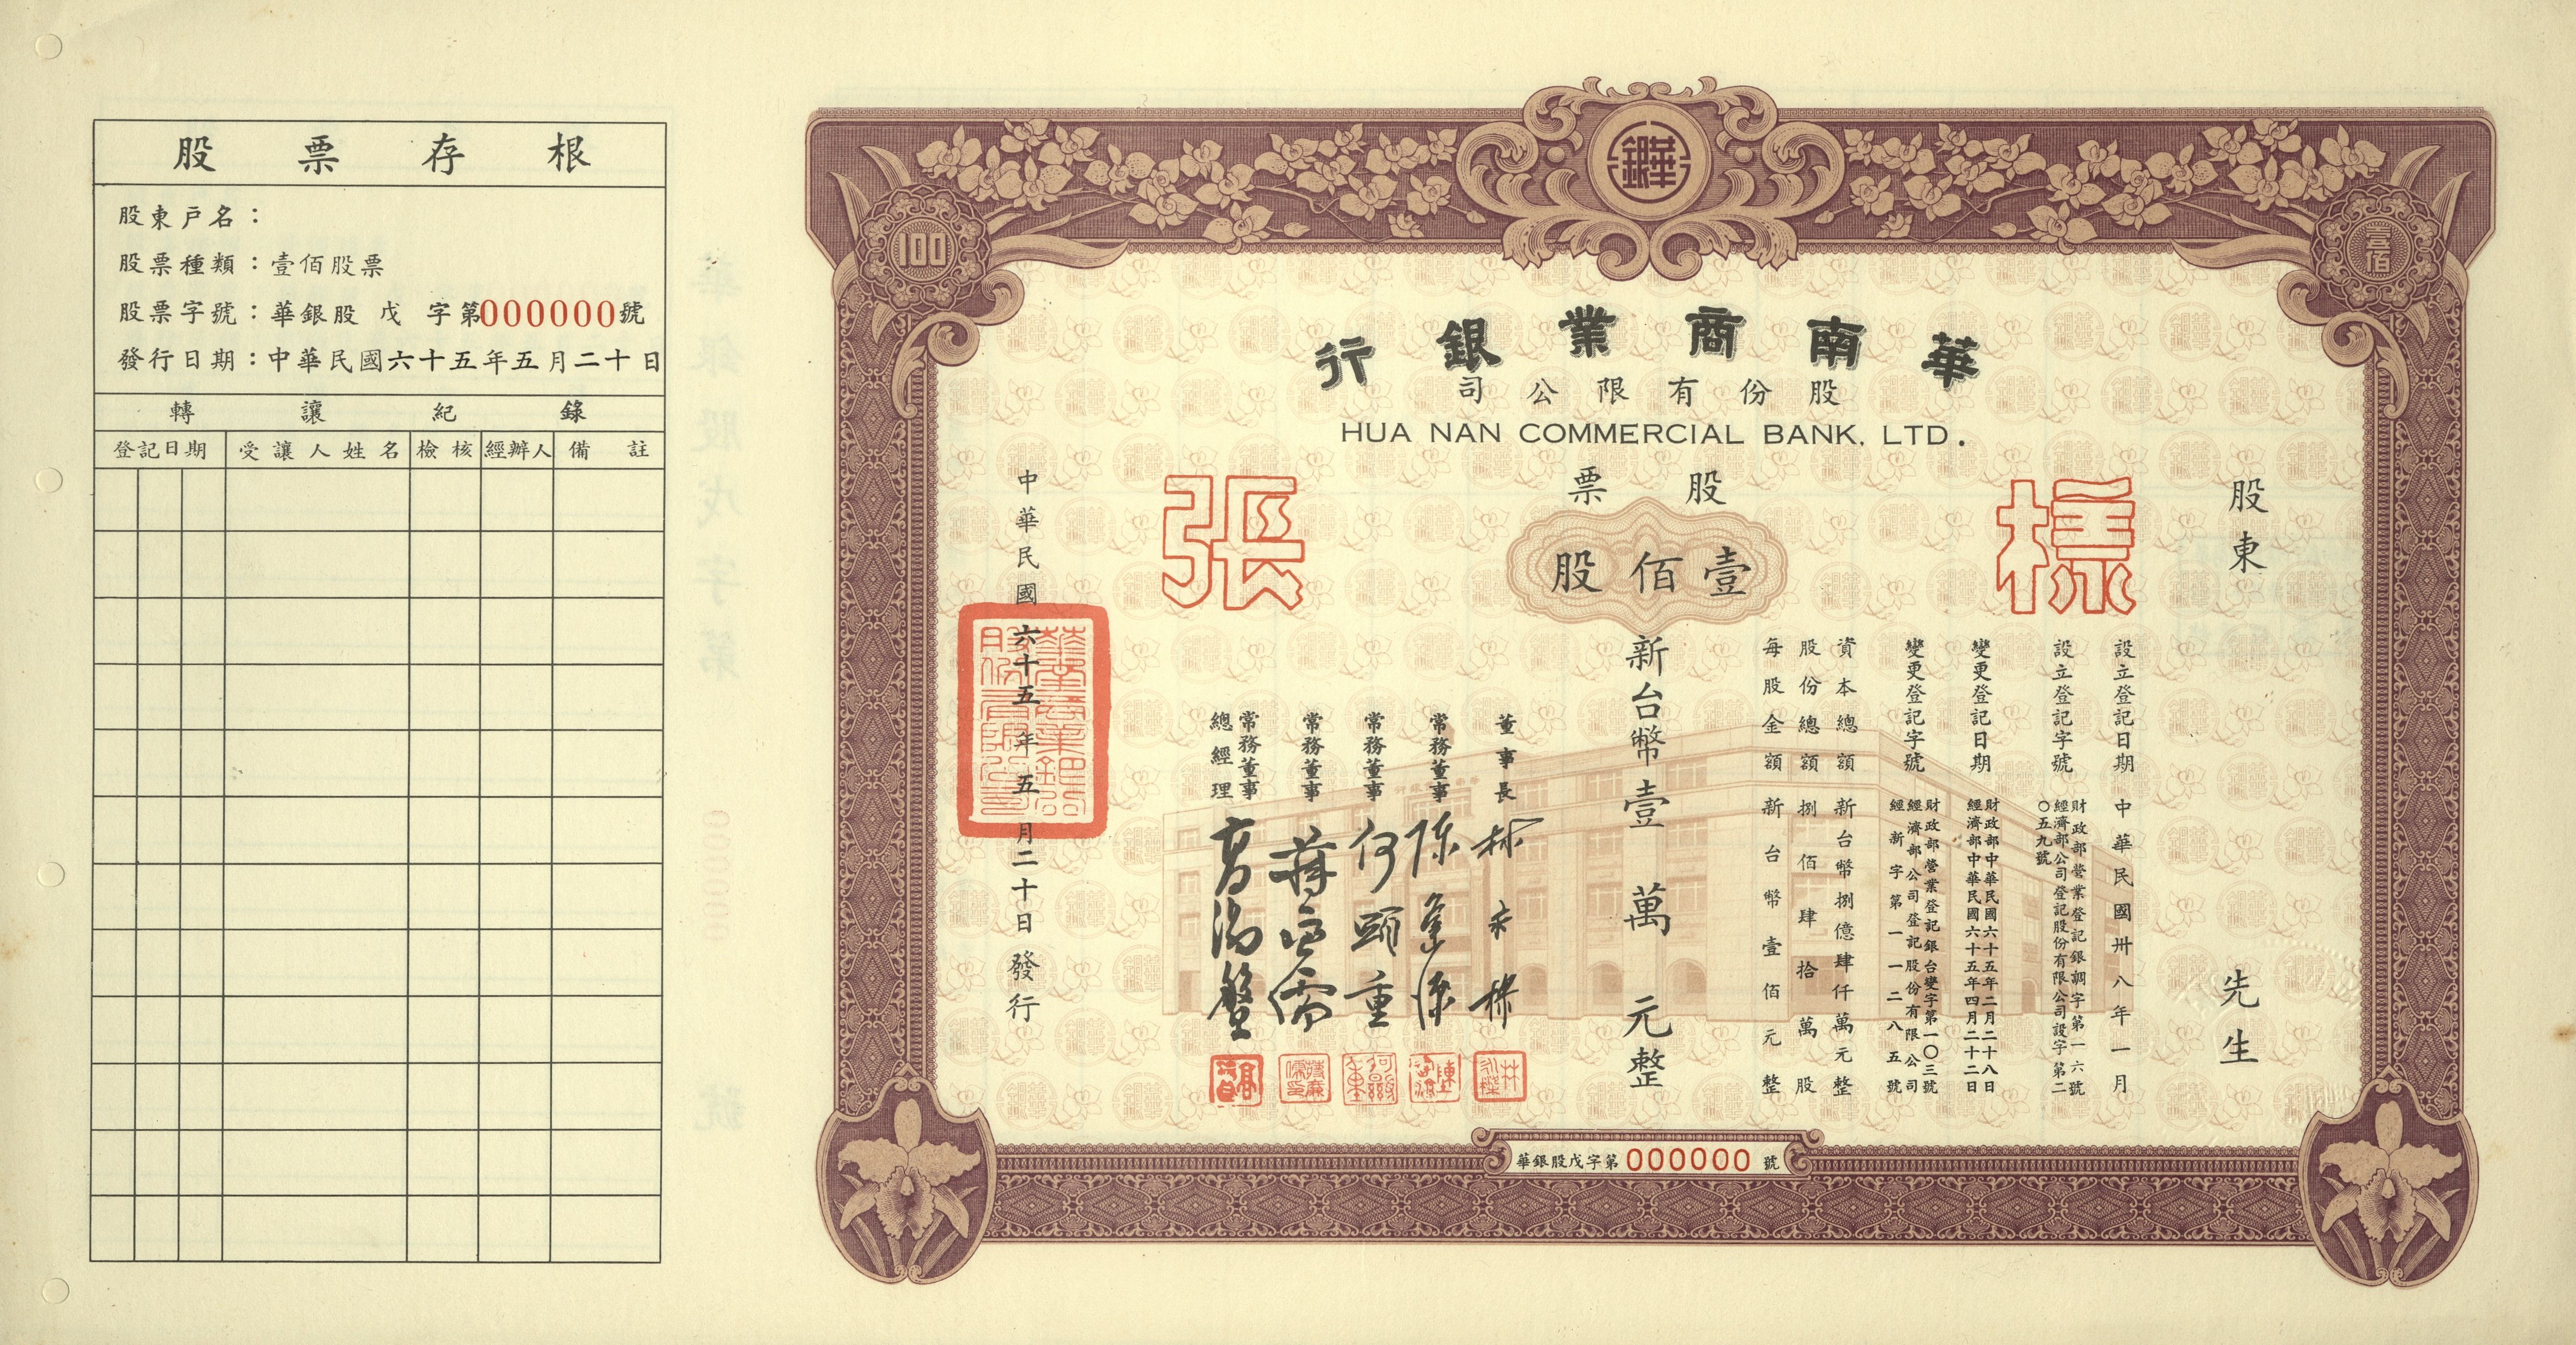 股票存根
股東戶名：
股票種類：壹佰股票
股票字號：華銀股 戊 字第000000號
發行日期：中華民國六十五年五月二十日
轉讓紀錄
登記日期 受讓人姓名 檢核 經辦人 備註
華銀
100
壹佰
華南商業銀行
股份有限公司
HUA NAN COMMERCIAL BANK, LTD.
股票
樣張
壹佰股
股東 先生
設立登記日期 中華民國卅八年一月
設立登記字號 財政部營業登記銀調字第一六號
經濟部公司登記股份有限公司設字第二
〇五九號
變更登記日期 財政部中華民國六十五年二月二十八日
經濟部中華民國六十五年四月二十二日
變更登記字號 財政部營業登記銀台變字第一〇三號
經濟部公司登記股份有限公司
經新字第一一二八五號
資本總額 新台幣捌億肆仟萬元整
股份總額 捌佰肆拾萬股
每股金額 新台幣壹佰元整
新台幣壹萬元整
董事長 林永樑
常務董事
常務董事 何顯重
常務董事
常務董事
總經理 高湯盤
中華民國六十五年五月二十日發行
華銀股戊字第000000號